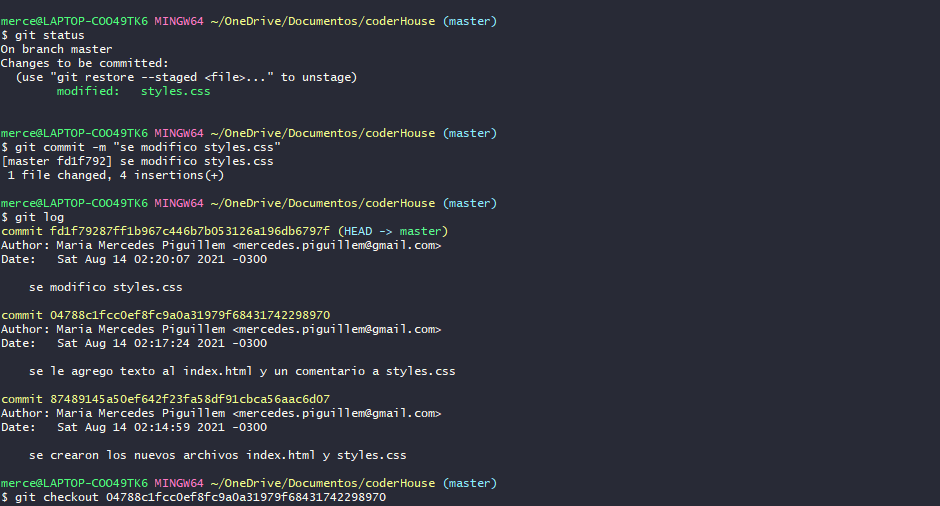 merce@LAPTOP-COO49TK6 MINGW64 ~/OneDrive/Documentos/coderHouse (master)
$ git status
On branch master
Changes to be committed:
  (use "git restore --staged <file>..." to unstage)
        modified:   styles.css

merce@LAPTOP-COO49TK6 MINGW64 ~/OneDrive/Documentos/coderHouse (master)
$ git commit -m "se modifico styles.css"
[master fd1f792] se modifico styles.css
 1 file changed, 4 insertions(+)

merce@LAPTOP-COO49TK6 MINGW64 ~/OneDrive/Documentos/coderHouse (master)
$ git log
commit fd1f79287ff1b967c446b7b053126a196db6797f (HEAD -> master)
Author: Maria Mercedes Piguillem <mercedes.piguillem@gmail.com>
Date:   Sat Aug 14 02:20:07 2021 -0300

    se modifico styles.css

commit 04788c1fcc0ef8fc9a0a31979f68431742298970
Author: Maria Mercedes Piguillem <mercedes.piguillem@gmail.com>
Date:   Sat Aug 14 02:17:24 2021 -0300

    se le agrego texto al index.html y un comentario a styles.css

commit 87489145a50ef642f23fa58df91cbca56aac6d07
Author: Maria Mercedes Piguillem <mercedes.piguillem@gmail.com>
Date:   Sat Aug 14 02:14:59 2021 -0300

    se crearon los nuevos archivos index.html y styles.css

merce@LAPTOP-COO49TK6 MINGW64 ~/OneDrive/Documentos/coderHouse (master)
$ git checkout 04788c1fcc0ef8fc9a0a31979f68431742298970